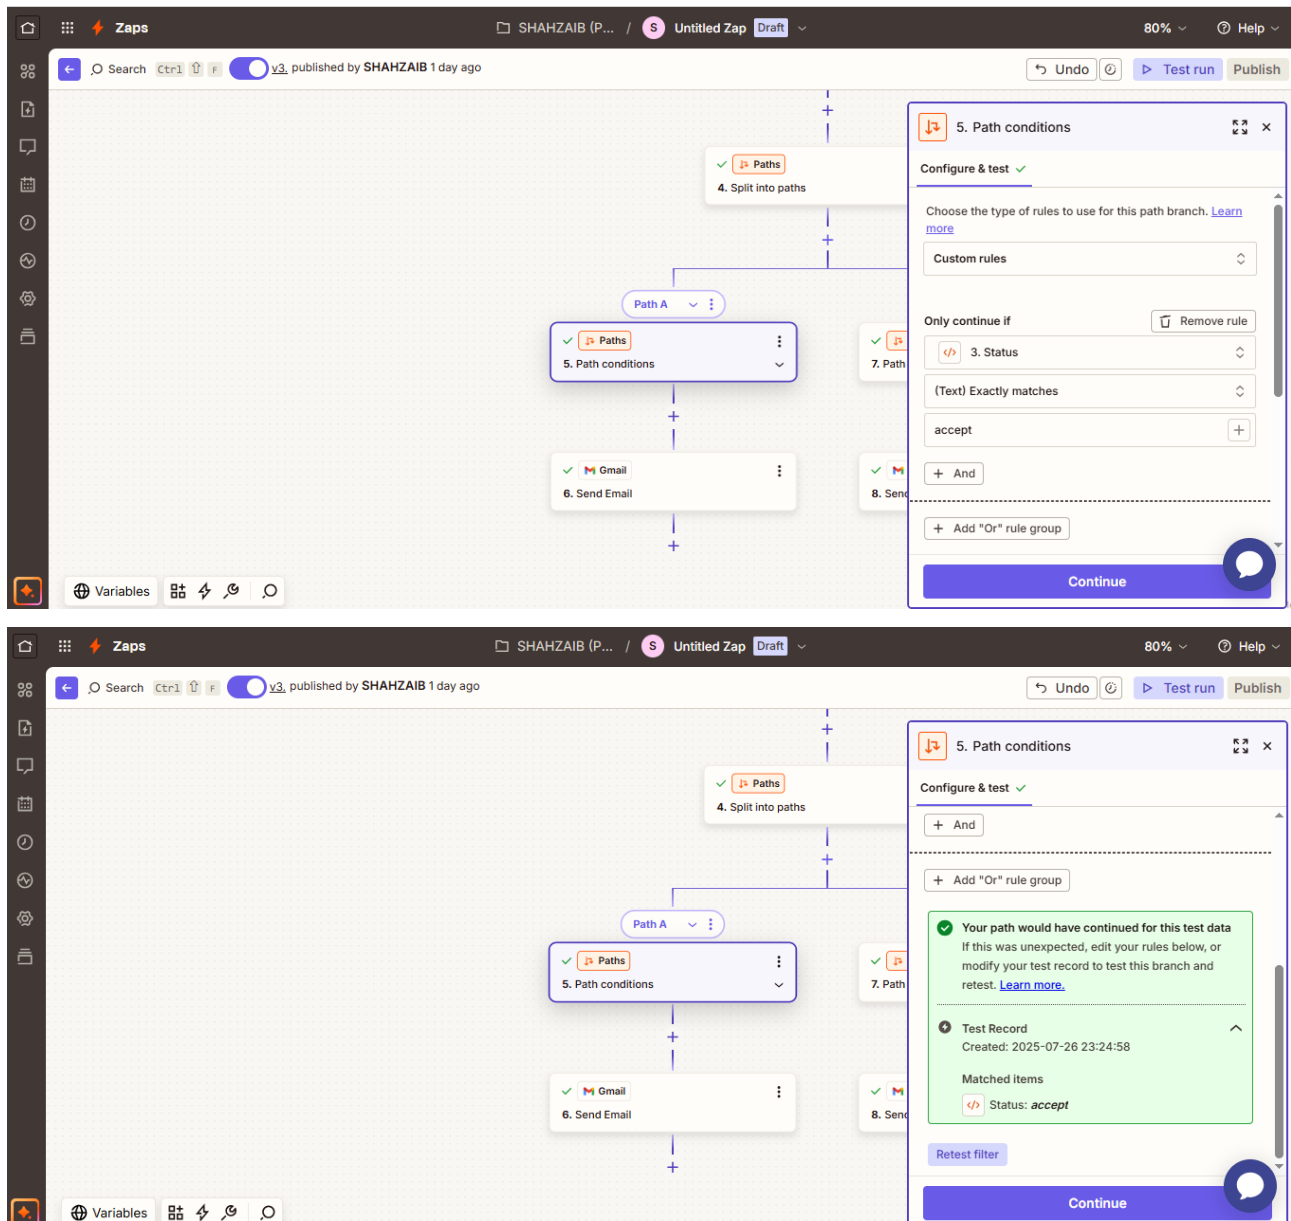 Zaps
SHAHZAIB (P... / S Untitled Zap Draft
80%
Help
Search Ctrl ⇧ F
v3. published by SHAHZAIB 1 day ago
Undo
Test run
Publish
Paths
4. Split into paths
Path A
Paths
5. Path conditions
7. Path
Gmail
6. Send Email
8. Senc
Variables
5. Path conditions
Configure & test
Choose the type of rules to use for this path branch. Learn
more
Custom rules
Only continue if
Remove rule
3. Status
(Text) Exactly matches
accept
+ And
+ Add "Or" rule group
Continue
Zaps
SHAHZAIB (P... / S Untitled Zap Draft
80%
Help
Search Ctrl ⇧ F
v3. published by SHAHZAIB 1 day ago
Undo
Test run
Publish
Paths
4. Split into paths
Path A
Paths
5. Path conditions
7. Path
Gmail
6. Send Email
8. Senc
Variables
5. Path conditions
Configure & test
+ And
+ Add "Or" rule group
Your path would have continued for this test data
If this was unexpected, edit your rules below, or
modify your test record to test this branch and
retest. Learn more.
Test Record
Created: 2025-07-26 23:24:58
Matched items
Status: accept
Retest filter
Continue